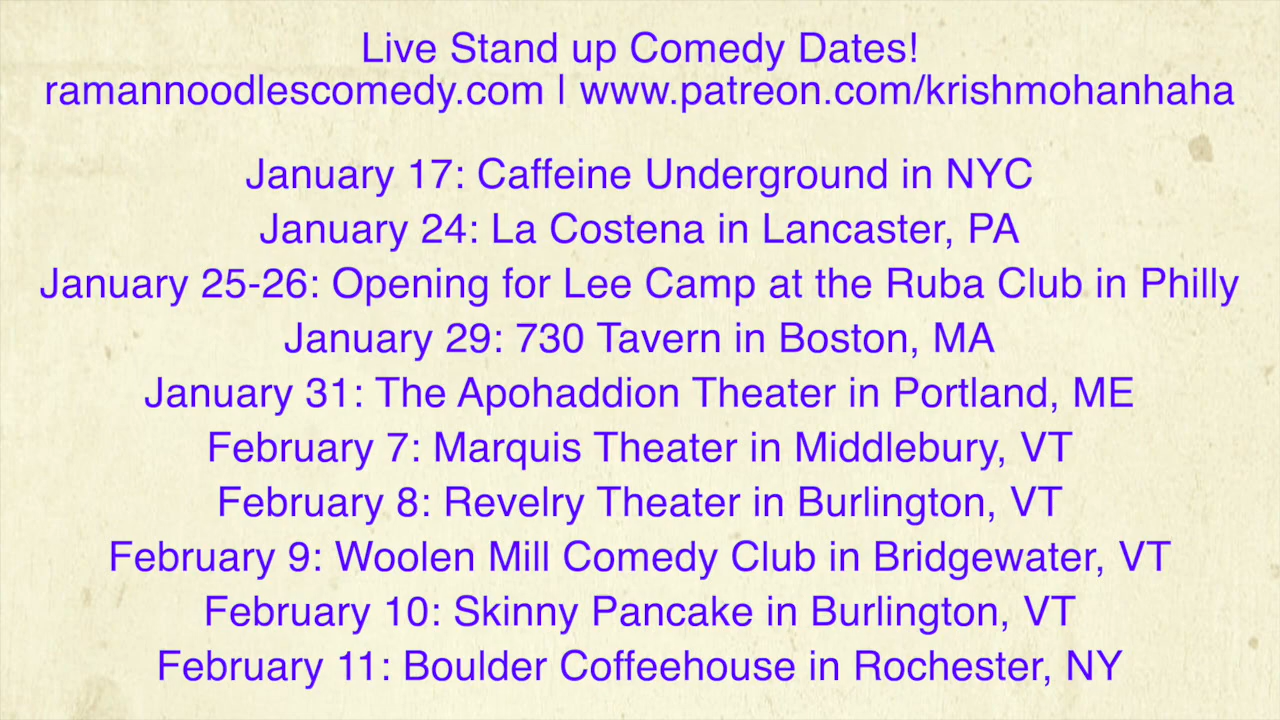 Live Stand up Comedy Dates!
ramannoodlescomedy.com | www.patreon.com/krishmohanhaha
January 17: Caffeine Underground in NYC
January 24: La Costena in Lancaster, PA
January 25-26: Opening for Lee Camp at the Ruba Club in Philly
January 29: 730 Tavern in Boston, MA
January 31: The Apohaddion Theater in Portland, ME
February 7: Marquis Theater in Middlebury, VT
February 8: Revelry Theater in Burlington, VT
February 9: Woolen Mill Comedy Club in Bridgewater, VT
February 10: Skinny Pancake in Burlington, VT
February 11: Boulder Coffeehouse in Rochester, NY